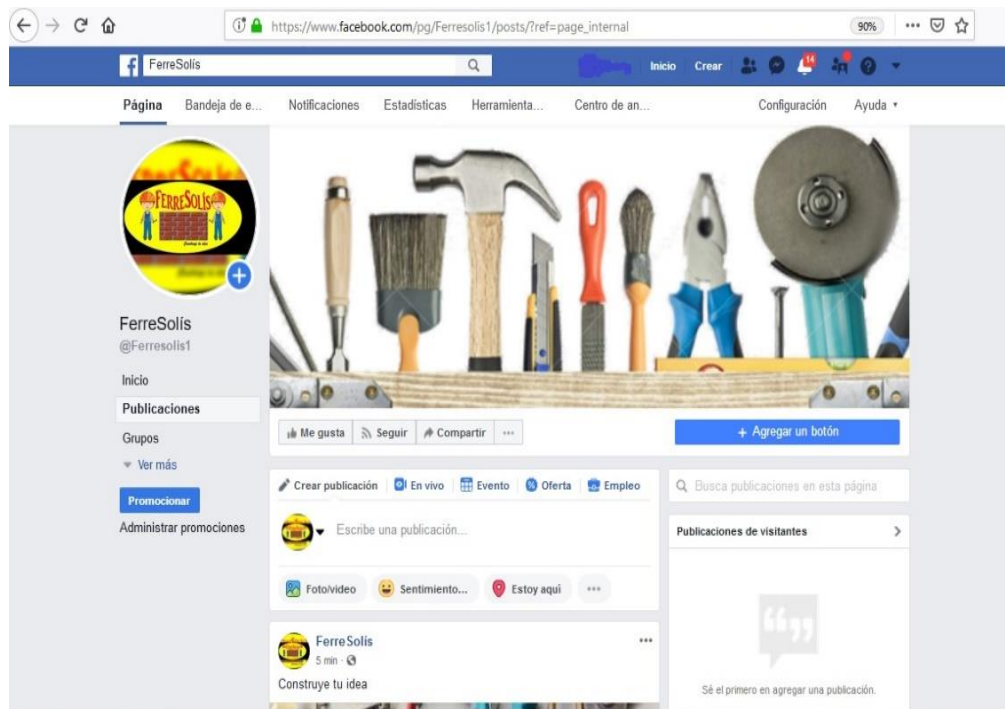 https://www.facebook.com/pg/Ferresolis1/posts/?ref=page_internal
90%
FerreSolís
Inicio Crear
14
Página Bandeja de e... Notificaciones Estadísticas Herramienta... Centro de an... Configuración Ayuda
FERRESOLÍS
FerreSolís
@Ferresolis1
Inicio
Publicaciones
Grupos
Ver más
Promocionar
Administrar promociones
Me gusta Seguir Compartir ...
+ Agregar un botón
Crear publicación En vivo Evento Oferta Empleo
Escribe una publicación...
Foto/video Sentimiento... Estoy aquí ...
FerreSolís
5 min
Construye tu idea
Busca publicaciones en esta página
Publicaciones de visitantes
Sé el primero en agregar una publicación.